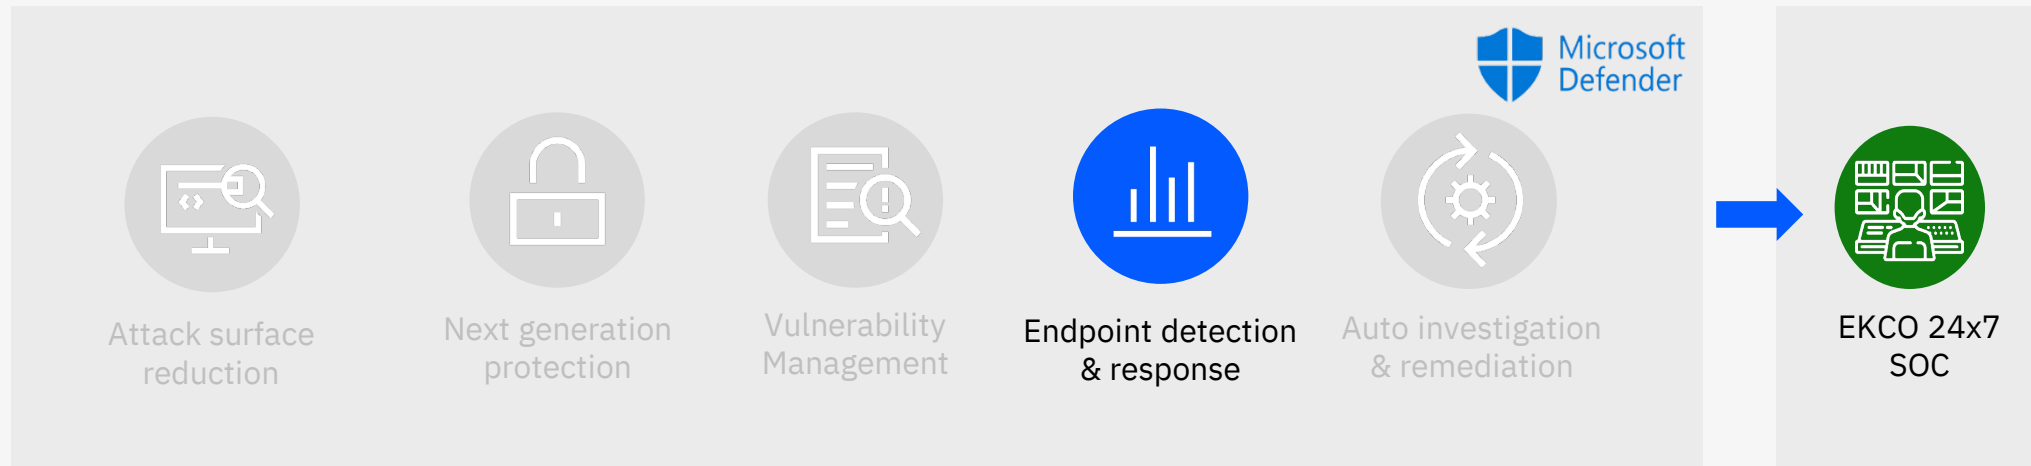 Microsoft
Defender
Attack surface
reduction
Next generation
protection
Vulnerability
Management
Endpoint detection
& response
Auto investigation
& remediation
EKCO 24x7
SOC